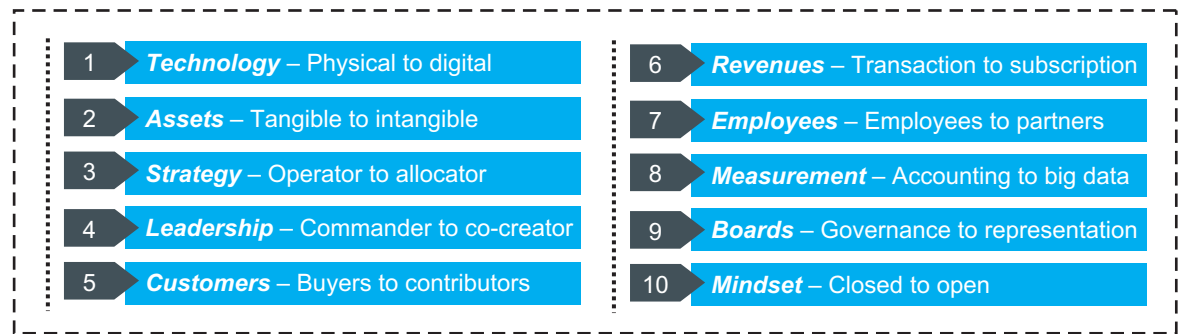 1 Technology – Physical to digital
2 Assets – Tangible to intangible
3 Strategy – Operator to allocator
4 Leadership – Commander to co-creator
5 Customers – Buyers to contributors
6 Revenues – Transaction to subscription
7 Employees – Employees to partners
8 Measurement – Accounting to big data
9 Boards – Governance to representation
10 Mindset – Closed to open